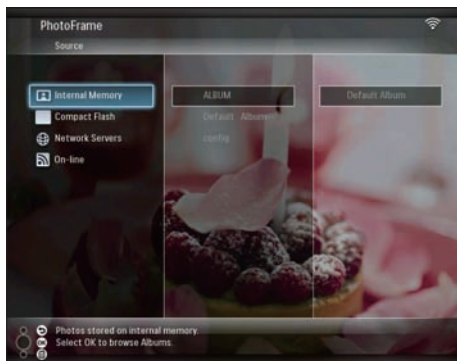 PhotoFrame
Source
Internal Memory
Compact Flash
Network Servers
On-line
ALBUM
Default Album
config
Default Album
Photos stored on internal memory.
Select OK to browse Albums.